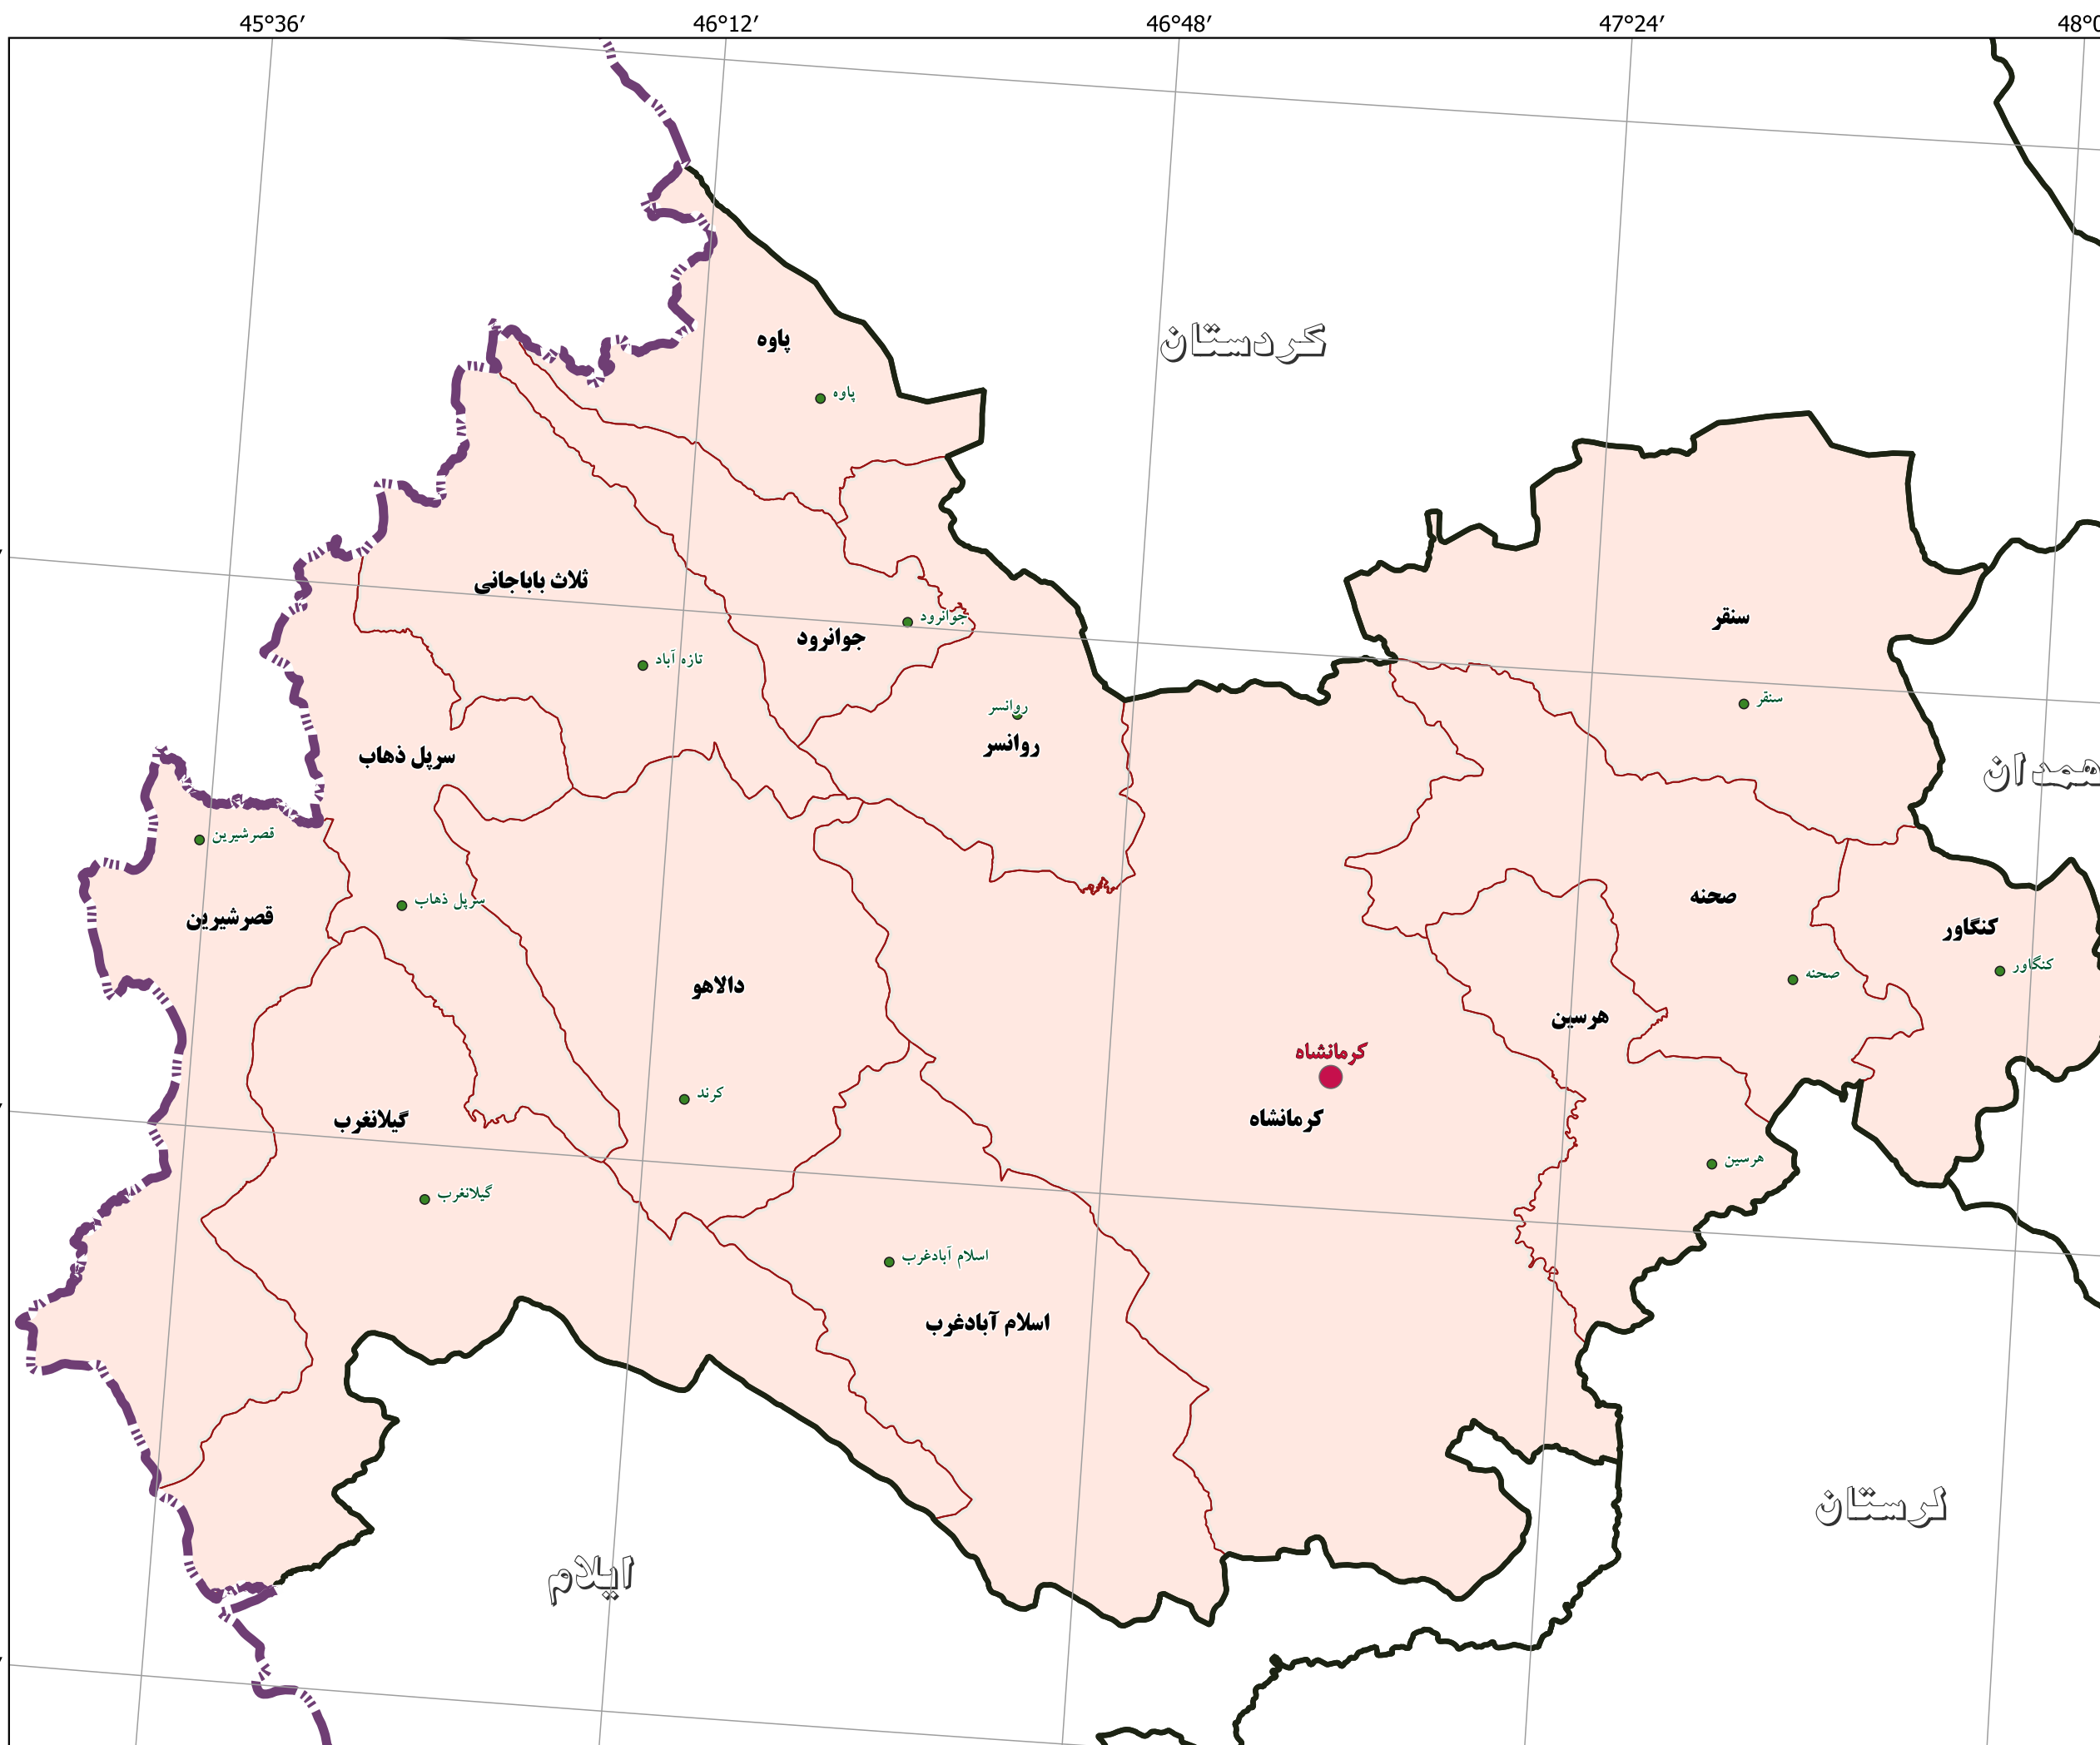 45°36′
46°12′
46°48′
47°24′
48°0
کردستان
پاوه
پاوه
ثلاث باباجانی
سنقر
جوانرود
جوانرود
تازه آباد
سنقر
روانسر
روانسر
سرپل ذهاب
همدان
قصرشیرین
صحنه
سرپل ذهاب
قصرشیرین
کنگاور
کنگاور
صحنه
دالاهو
هرسین
کرمانشاه
کرند
کرمانشاه
گیلانغرب
هرسین
گیلانغرب
اسلام آبادغرب
اسلام آبادغرب
لرستان
ایلام